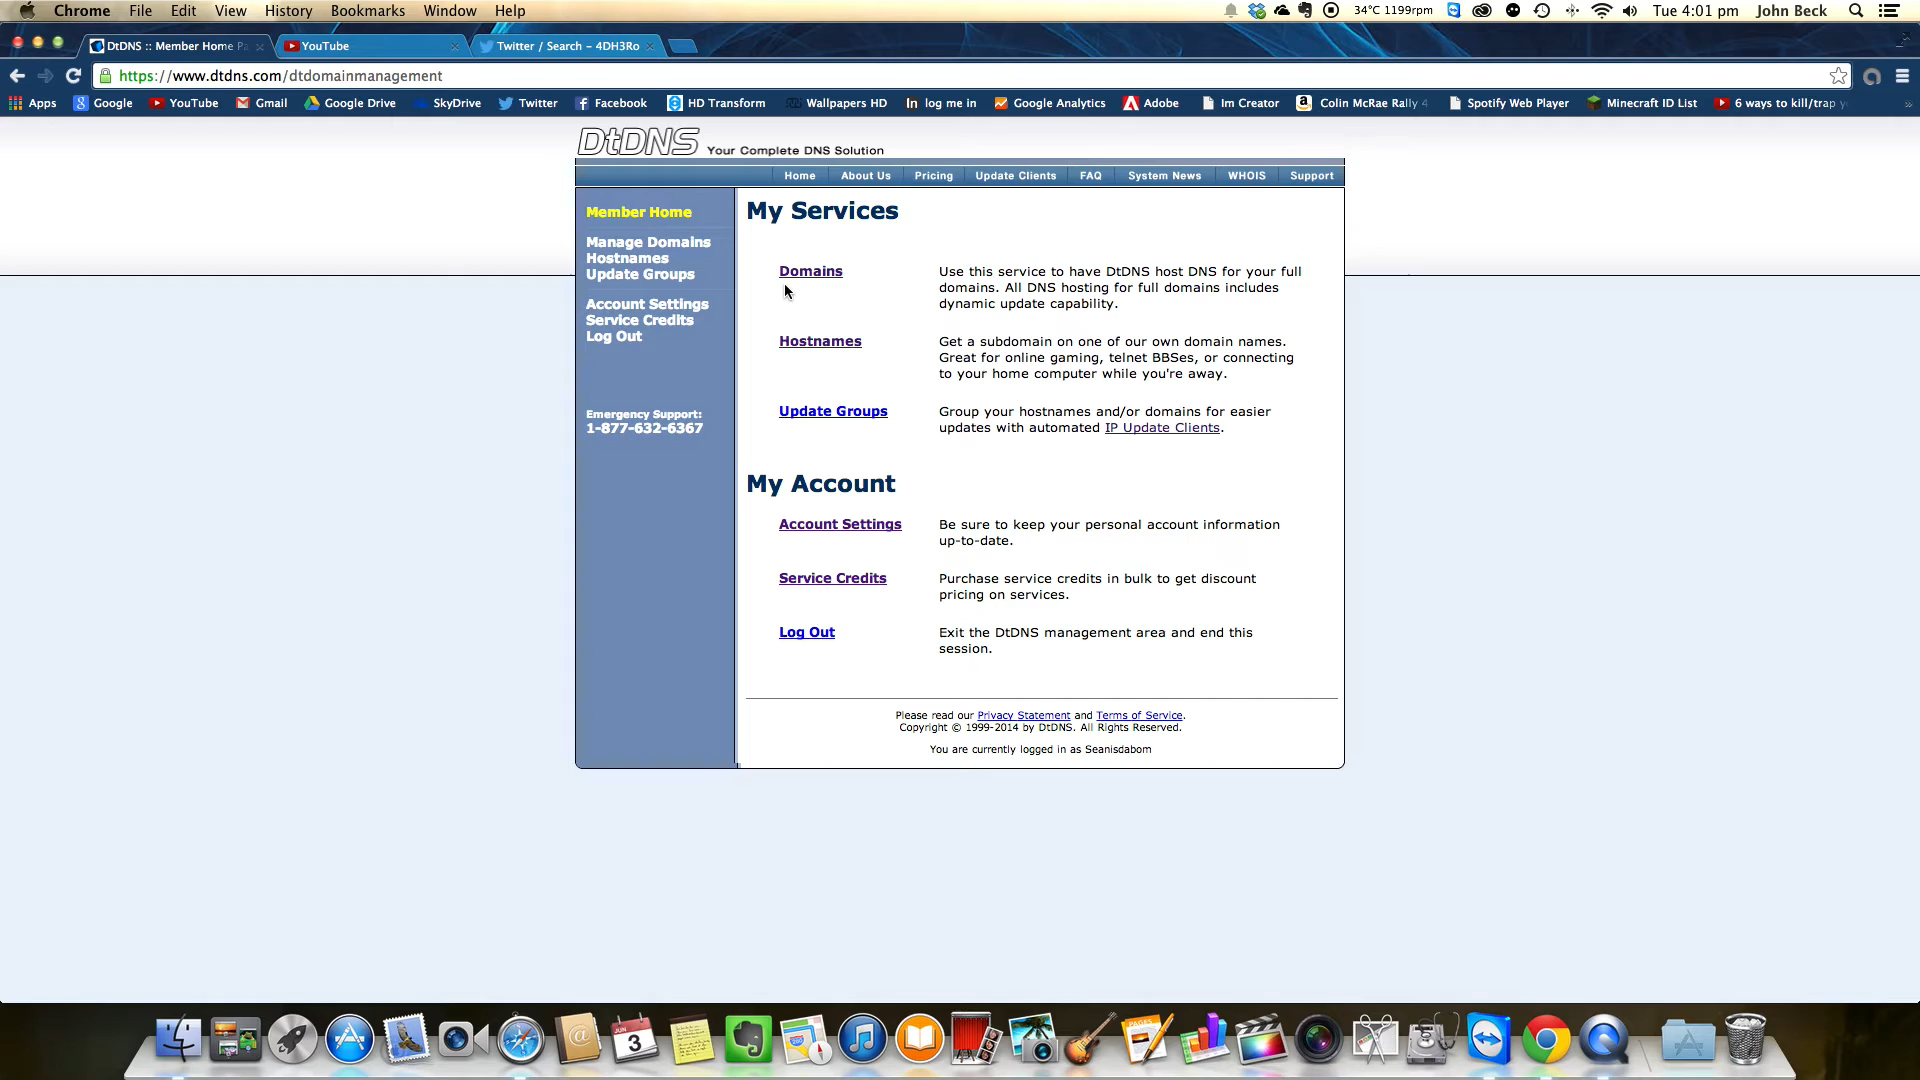 Chrome File Edit View History Bookmarks Window Help 34°C 1199rpm Tue 4:01 pm John Beck
DtDNS :: Member Home Pa YouTube Twitter / Search - 4DH3Ro
https://www.dtdns.com/dtdomainmanagement
Apps Google YouTube Gmail Google Drive SkyDrive Twitter Facebook HD Transform Wallpapers HD log me in Google Analytics Adobe Im Creator Colin McRae Rally 4 Spotify Web Player Minecraft ID List 6 ways to kill/trap y
DtDNS Your Complete DNS Solution
Home About Us Pricing Update Clients FAQ System News WHOIS Support
Member Home
Manage Domains
Hostnames
Update Groups
Account Settings
Service Credits
Log Out
Emergency Support:
1-877-632-6367
My Services
Domains Use this service to have DtDNS host DNS for your full
domains. All DNS hosting for full domains includes
dynamic update capability.
Hostnames Get a subdomain on one of our own domain names.
Great for online gaming, telnet BBSes, or connecting
to your home computer while you're away.
Update Groups Group your hostnames and/or domains for easier
updates with automated IP Update Clients.
My Account
Account Settings Be sure to keep your personal account information
up-to-date.
Service Credits Purchase service credits in bulk to get discount
pricing on services.
Log Out Exit the DtDNS management area and end this
session.
Please read our Privacy Statement and Terms of Service.
Copyright © 1999-2014 by DtDNS. All Rights Reserved.
You are currently logged in as Seanisdabom
JUN
3
PAGES